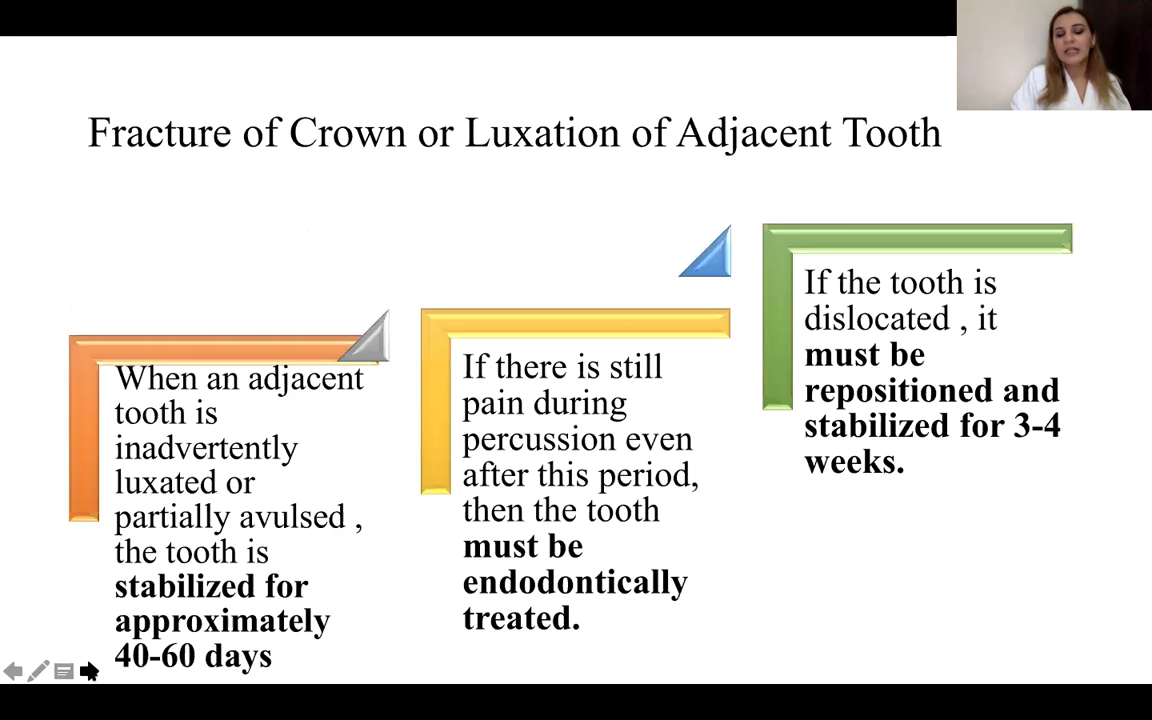 Fracture of Crown or Luxation of Adjacent Tooth
When an adjacent
tooth is
inadvertently
luxated or
partially avulsed ,
the tooth is
stabilized for
approximately
40-60 days
If there is still
pain during
percussion even
after this period,
then the tooth
must be
endodontically
treated.
If the tooth is
dislocated , it
must be
repositioned and
stabilized for 3-4
weeks.